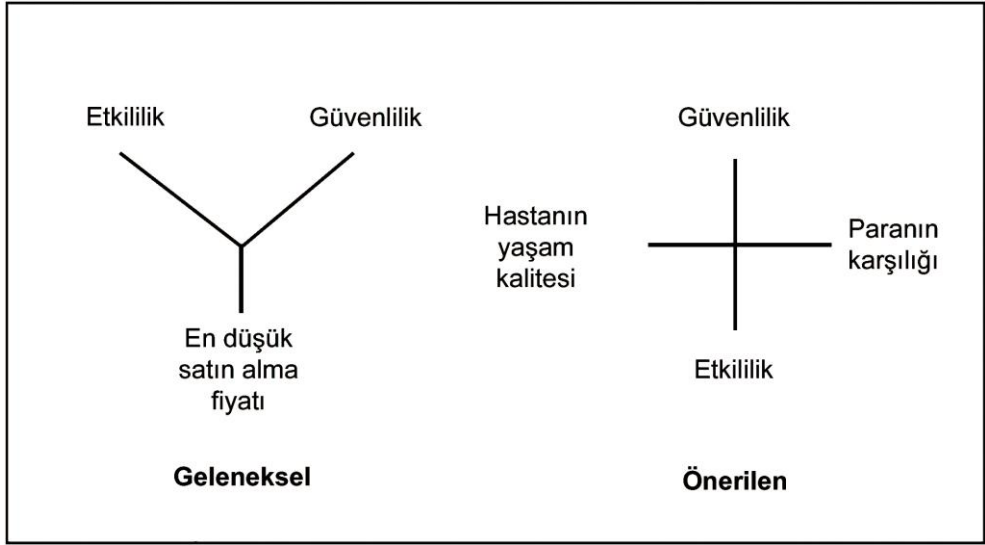 Etkililik
Güvenlilik
En düşük
satın alma
fiyatı
Geleneksel
Güvenlilik
Hastanın
yaşam
kalitesi
Paranın
karşılığı
Etkililik
Önerilen